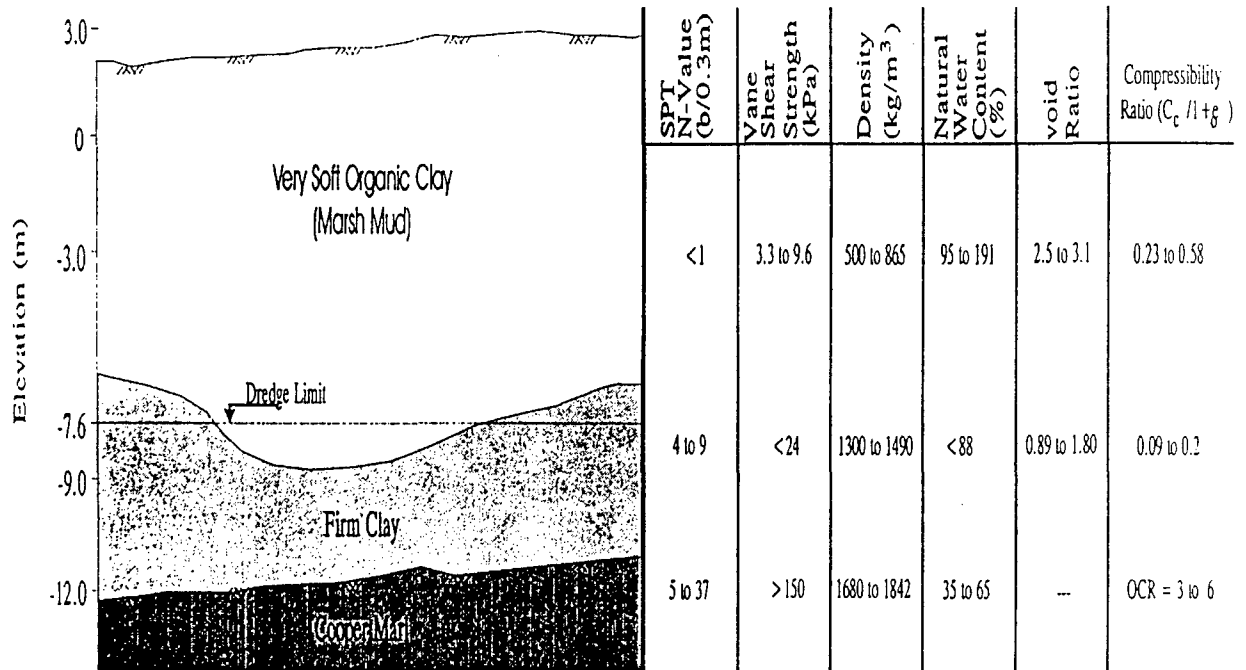 3.0
0
-3.0
-7.6
-9.0
-12.0
Elevation (m)
Very Soft Organic Clay
(Marsh Mud)
Dredge Limit
Firm Clay
Cooper Marl
SPT
N-Value
(b/0.3m)
Vane
Shear
Strength
(kPa)
Density
(kg/m³)
Natural
Water
Content
(%)
void
Ratio
Compressibility
Ratio (Cc /1+e )
<1 3.3 to 9.6 500 to 865 95 to 191 2.5 to 3.1 0.23 to 0.58
4 to 9 <24 1300 to 1490 <88 0.89 to 1.80 0.09 to 0.2
5 to 37 >150 1680 to 1842 35 to 65 --- OCR = 3 to 6